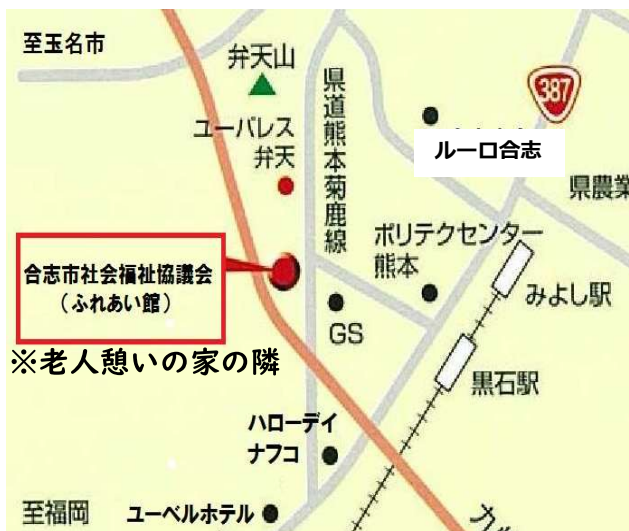 至玉名市
弁天山
387
ユーパレス
弁天
県道熊本菊鹿線
ルーロ合志
県農業
ポリテクセンター
熊本
合志市社会福祉協議会
（ふれあい館）
みよし駅
GS
※老人憩いの家の隣
黒石駅
ハローデイ
ナフコ
至福岡
ユーベルホテル